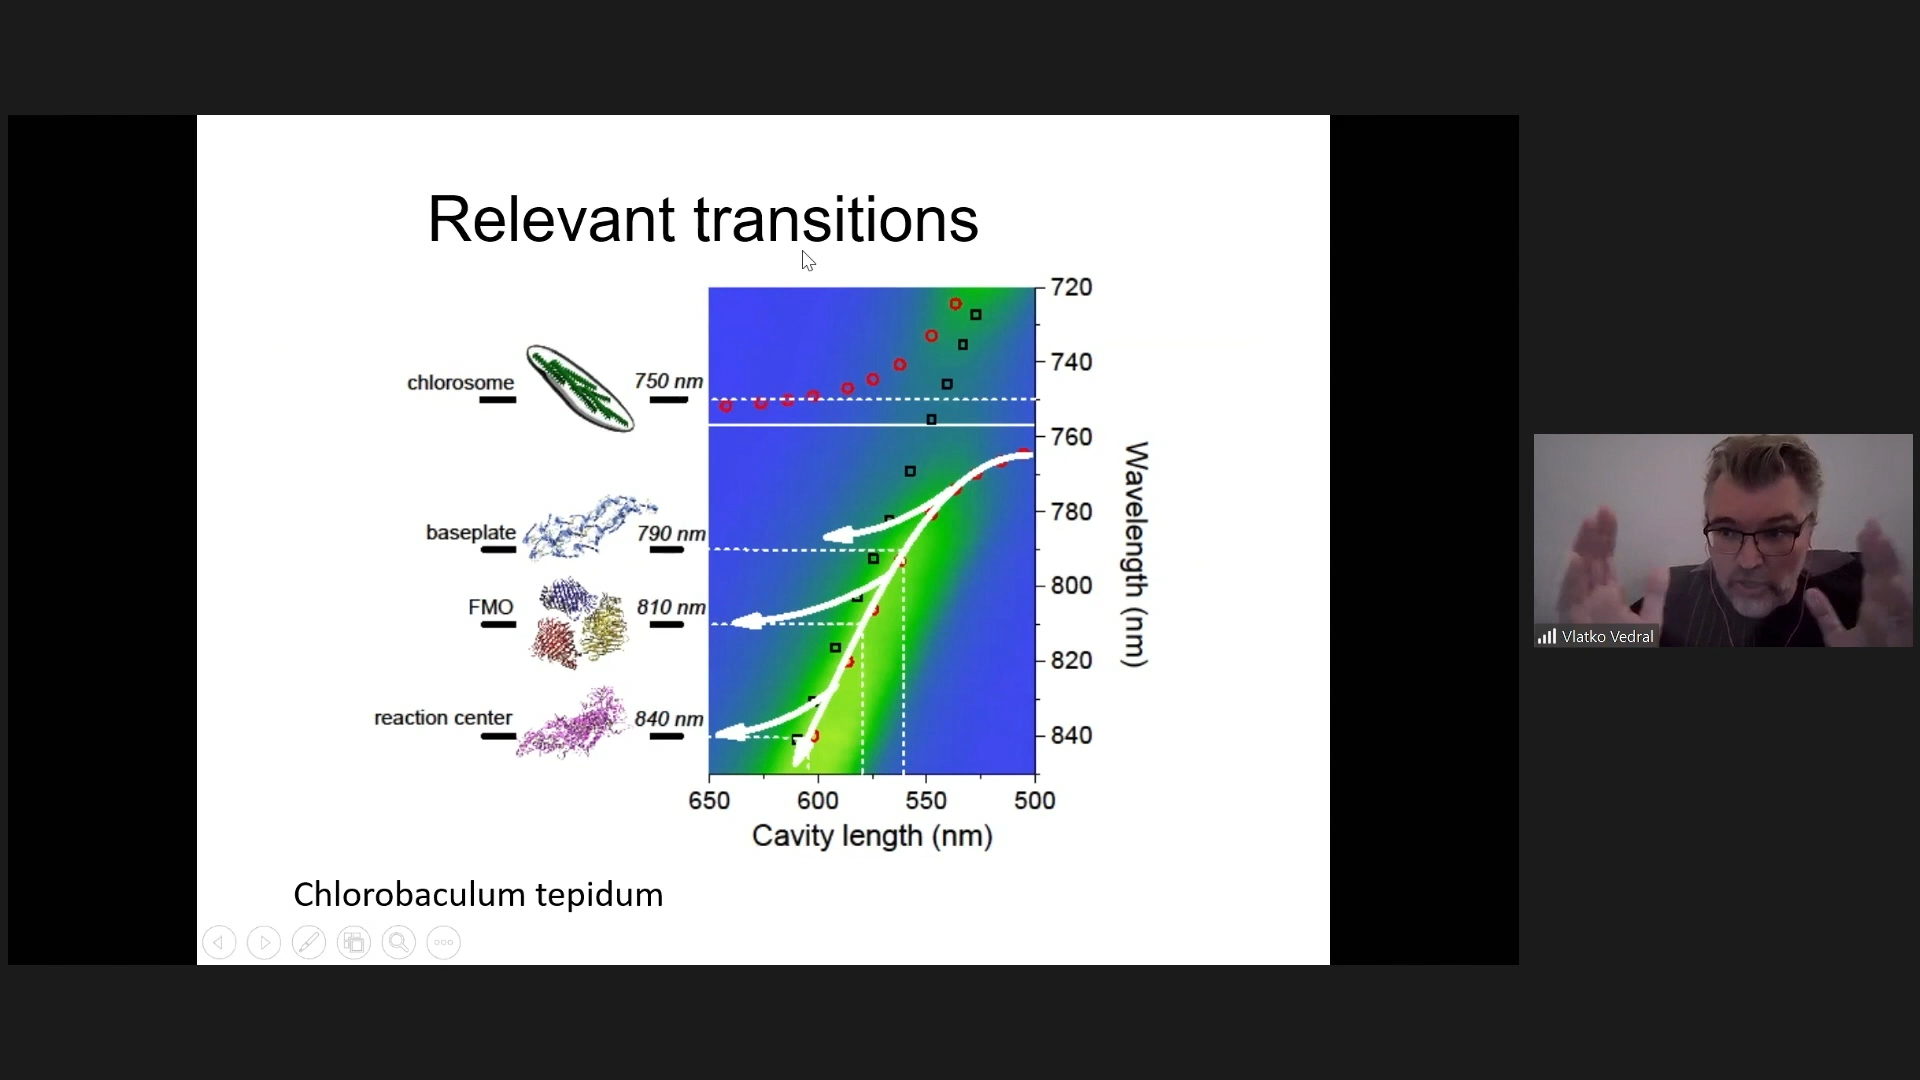 Relevant transitions
chlorosome
750 nm
baseplate
790 nm
FMO
810 nm
reaction center
840 nm
720
740
760
780
800
820
840
Wavelength (nm)
650 600 550 500
Cavity length (nm)
Chlorobaculum tepidum
Vlatko Vedral